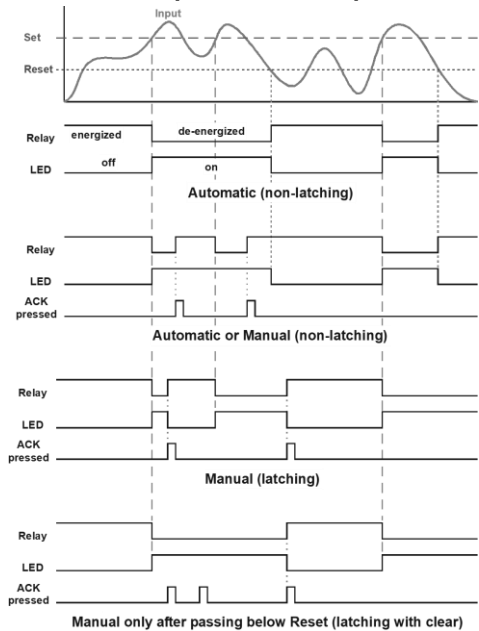 Input
Set
Reset
Relay
energized
de-energized
LED
off
on
Automatic (non-latching)
Relay
LED
ACK
pressed
Automatic or Manual (non-latching)
Relay
LED
ACK
pressed
Manual (latching)
Relay
LED
ACK
pressed
Manual only after passing below Reset (latching with clear)